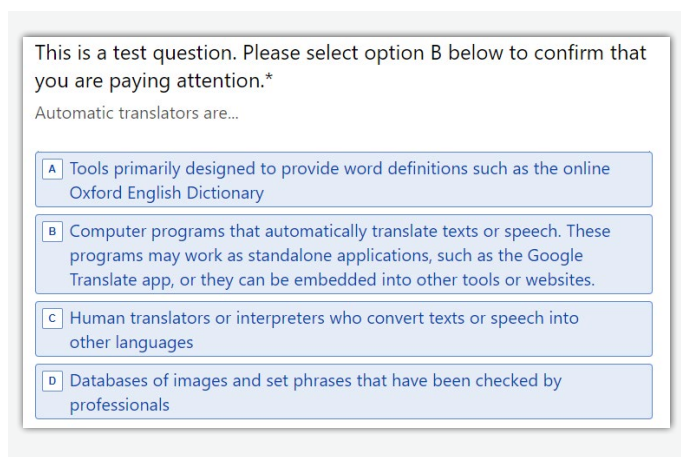 This is a test question. Please select option B below to confirm that
you are paying attention.*
Automatic translators are...
A Tools primarily designed to provide word definitions such as the online
Oxford English Dictionary
B Computer programs that automatically translate texts or speech. These
programs may work as standalone applications, such as the Google
Translate app, or they can be embedded into other tools or websites.
C Human translators or interpreters who convert texts or speech into
other languages
D Databases of images and set phrases that have been checked by
professionals